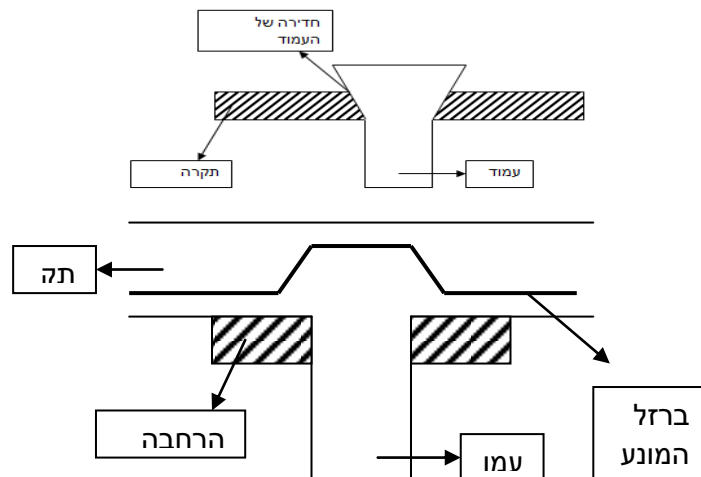 חדירה של
העמוד
תקרה
עמוד
תק
הרחבה
עמו
ברזל
המונע